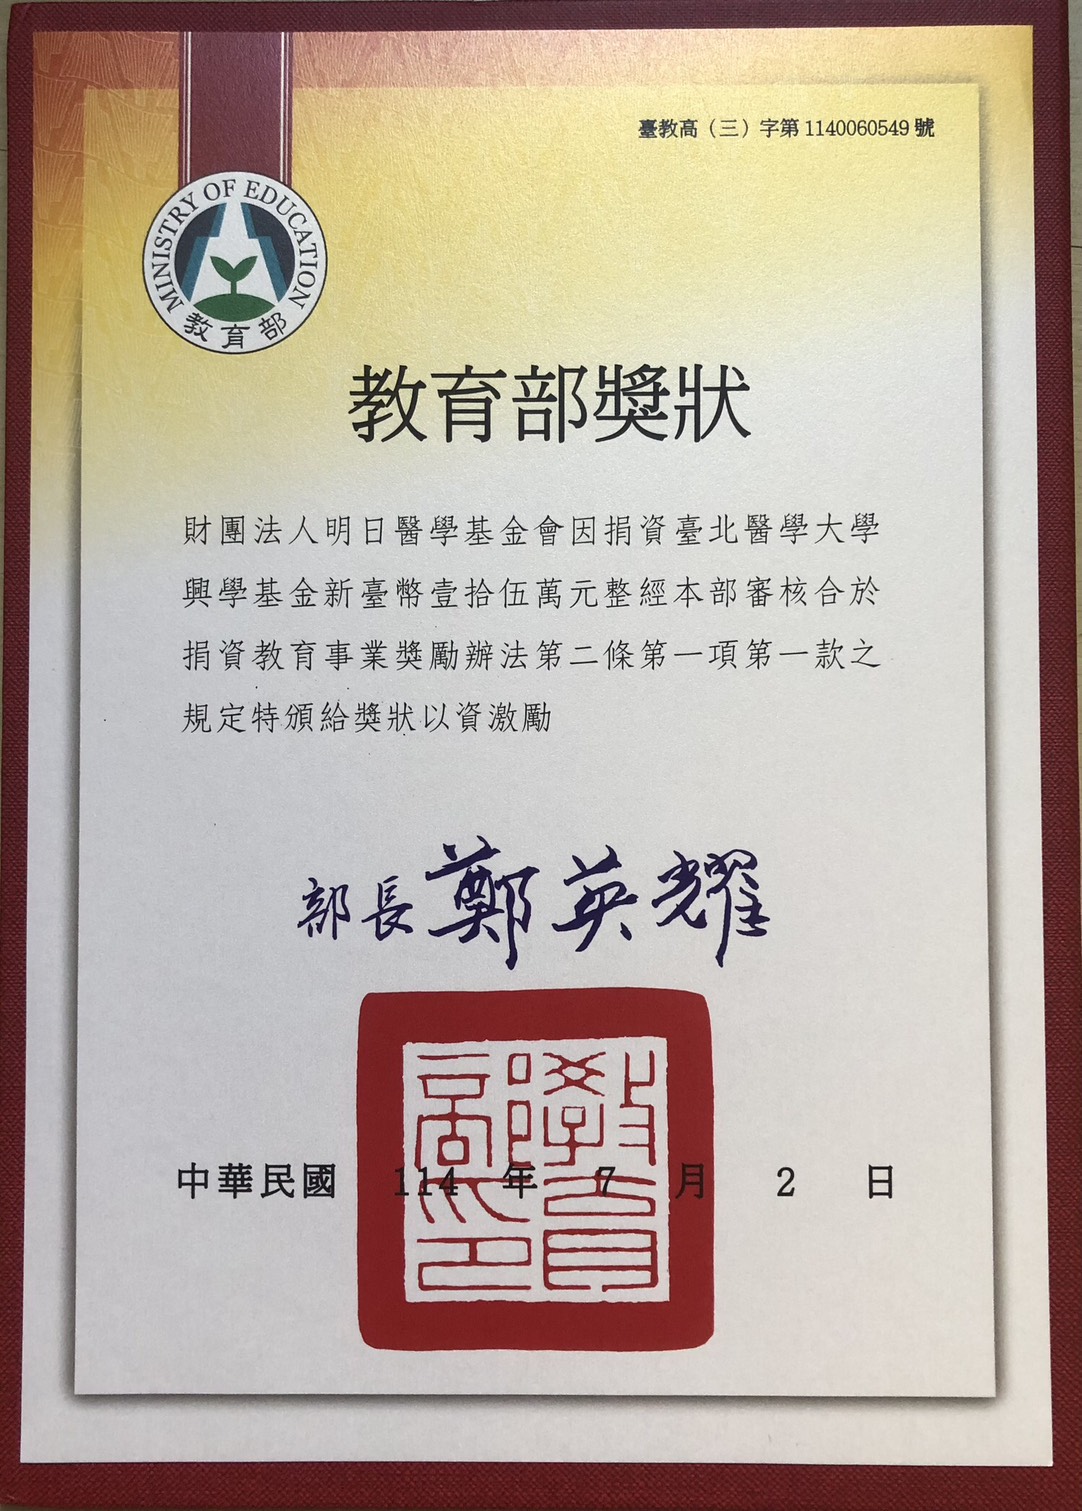 臺教高（三）字第1140060549號
MINISTRY OF EDUCATION
教育部
教育部獎狀
財團法人明日醫學基金會因捐資臺北醫學大學
興學基金新臺幣壹拾伍萬元整經本部審核合於
捐資教育事業獎勵辦法第二條第一項第一款之
規定特頒給獎狀以資激勵
部長鄭英耀
教育部印
中華民國 114 年 7 月 2 日